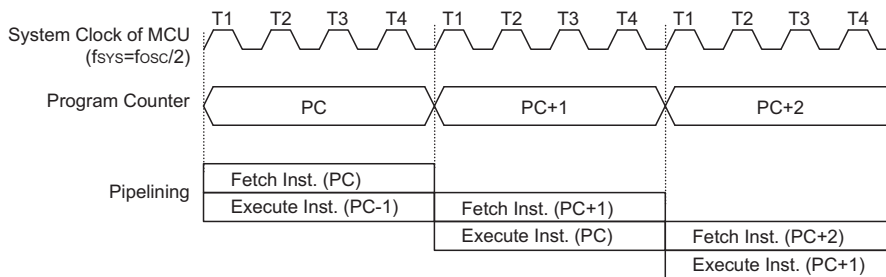 T1 T2 T3 T4 T1 T2 T3 T4 T1 T2 T3 T4
System Clock of MCU
(fSYS=fOSC/2)
Program Counter PC PC+1 PC+2
Fetch Inst. (PC)
Pipelining
Execute Inst. (PC-1) Fetch Inst. (PC+1)
Execute Inst. (PC) Fetch Inst. (PC+2)
Execute Inst. (PC+1)